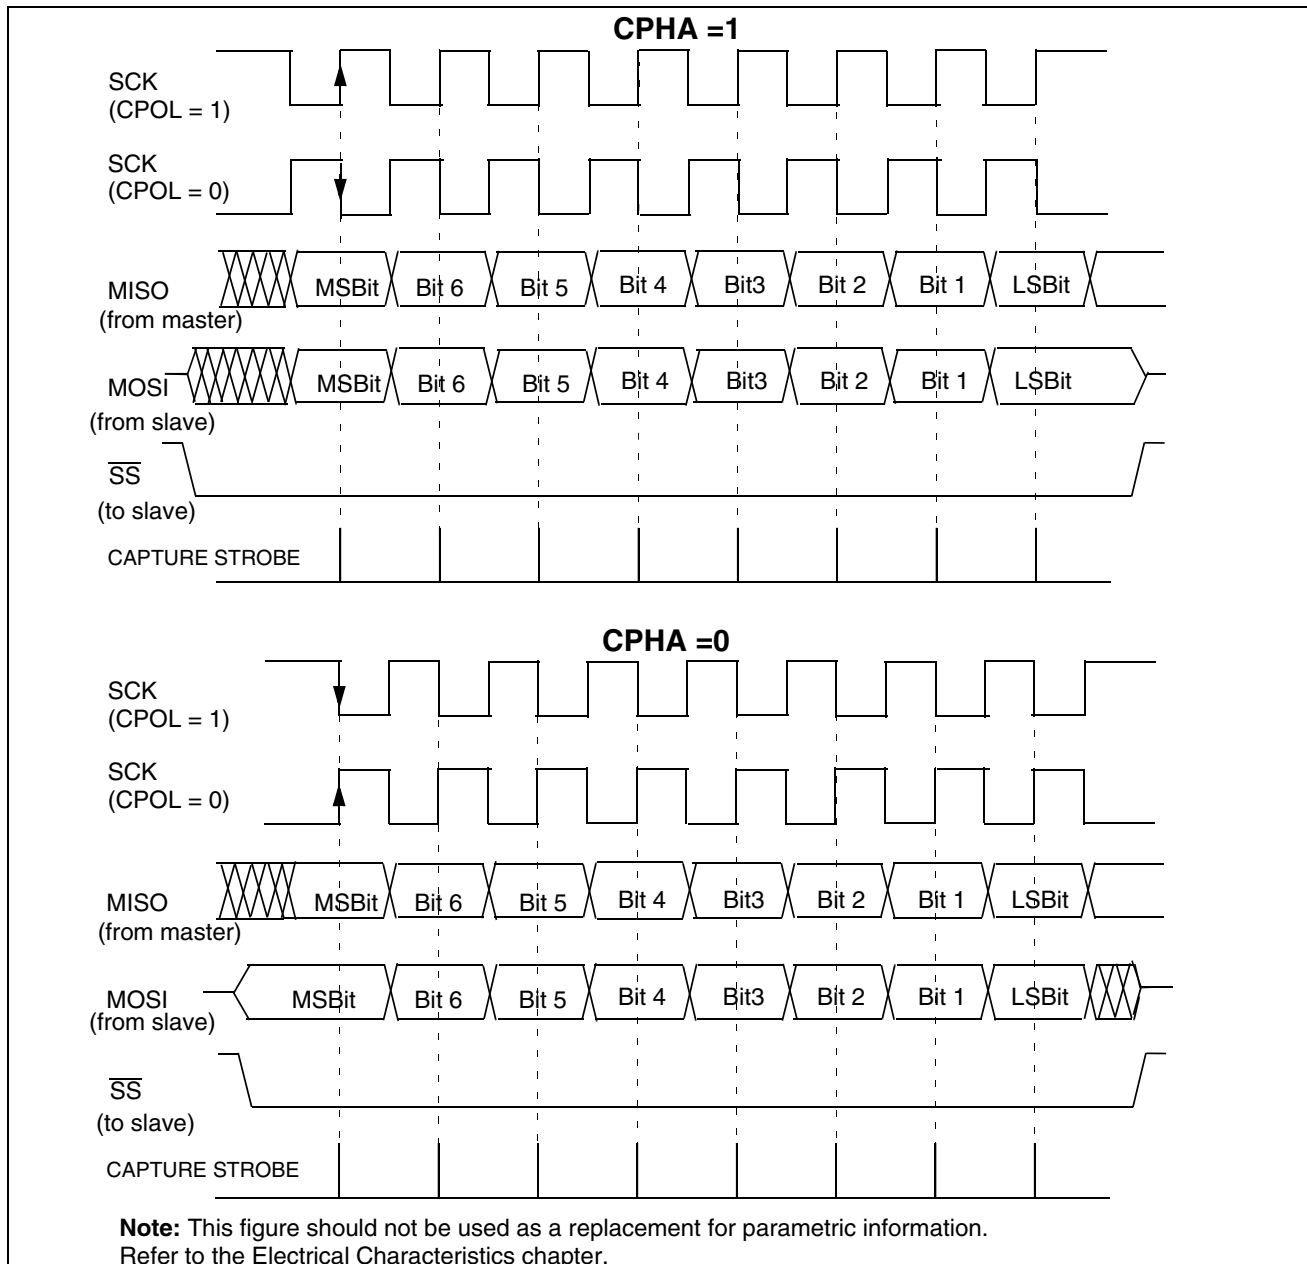 CPHA =1
SCK
(CPOL = 1)
SCK
(CPOL = 0)
MISO
(from master)
MSBit Bit 6 Bit 5 Bit 4 Bit3 Bit 2 Bit 1 LSBit
MOSI
(from slave)
MSBit Bit 6 Bit 5 Bit 4 Bit3 Bit 2 Bit 1 LSBit
SS
(to slave)
CAPTURE STROBE
CPHA =0
SCK
(CPOL = 1)
SCK
(CPOL = 0)
MISO
(from master)
MSBit Bit 6 Bit 5 Bit 4 Bit3 Bit 2 Bit 1 LSBit
MOSI
(from slave)
MSBit Bit 6 Bit 5 Bit 4 Bit3 Bit 2 Bit 1 LSBit
SS
(to slave)
CAPTURE STROBE
Note: This figure should not be used as a replacement for parametric information.
Refer to the Electrical Characteristics chapter.